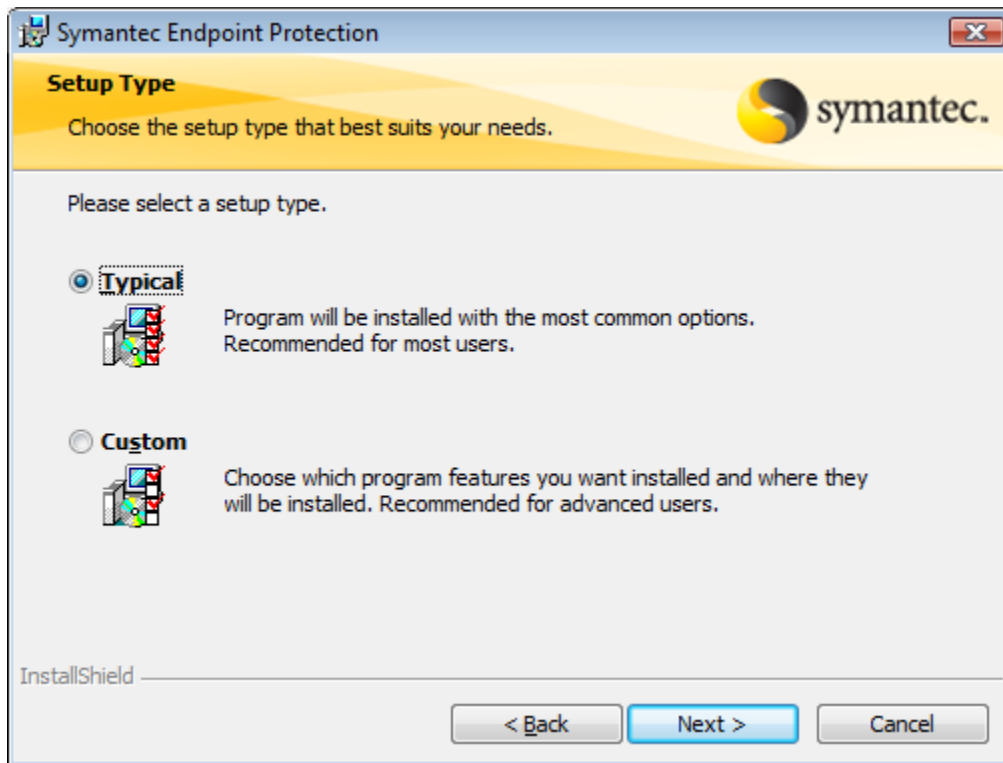 Symantec Endpoint Protection
Setup Type
Choose the setup type that best suits your needs.
symantec.
Please select a setup type.
Typical
Program will be installed with the most common options.
Recommended for most users.
Custom
Choose which program features you want installed and where they
will be installed. Recommended for advanced users.
InstallShield
< Back
Next >
Cancel